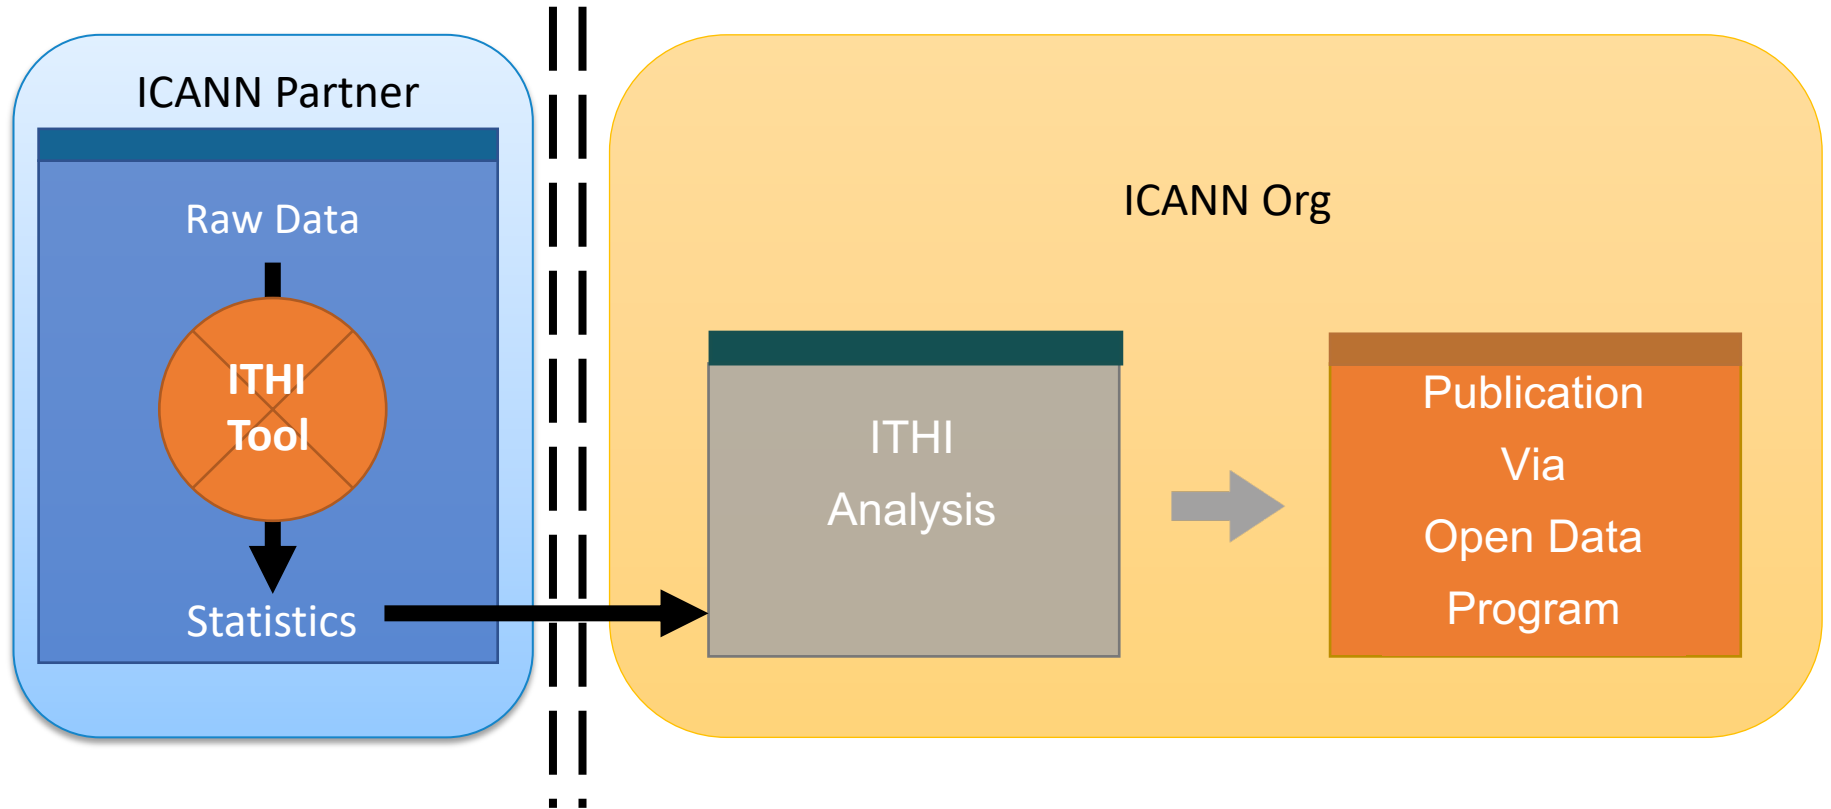 ICANN Partner
Raw Data
ITHI
Tool
Statistics
ICANN Org
ITHI
Analysis
Publication
Via
Open Data
Program